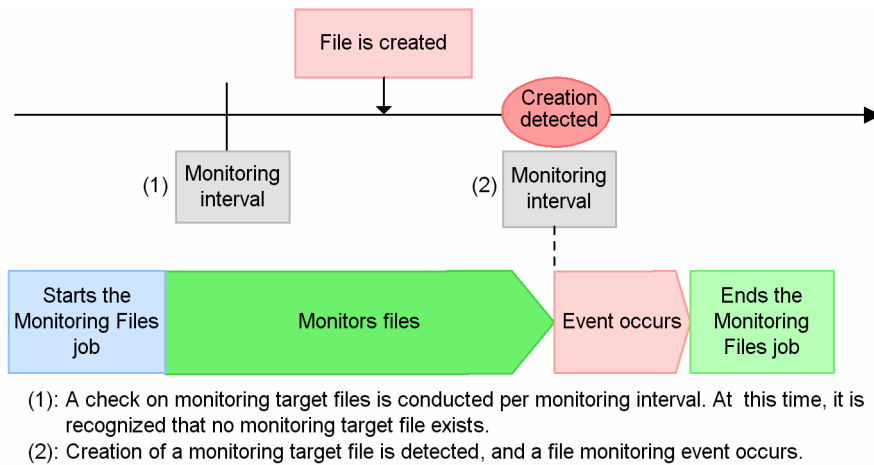 File is created
Creation
detected
(1)
Monitoring
interval
(2)
Monitoring
interval
Starts the
Monitoring Files
job
Monitors files
Event occurs
Ends the
Monitoring
Files job
(1): A check on monitoring target files is conducted per monitoring interval. At this time, it is
recognized that no monitoring target file exists.
(2): Creation of a monitoring target file is detected, and a file monitoring event occurs.